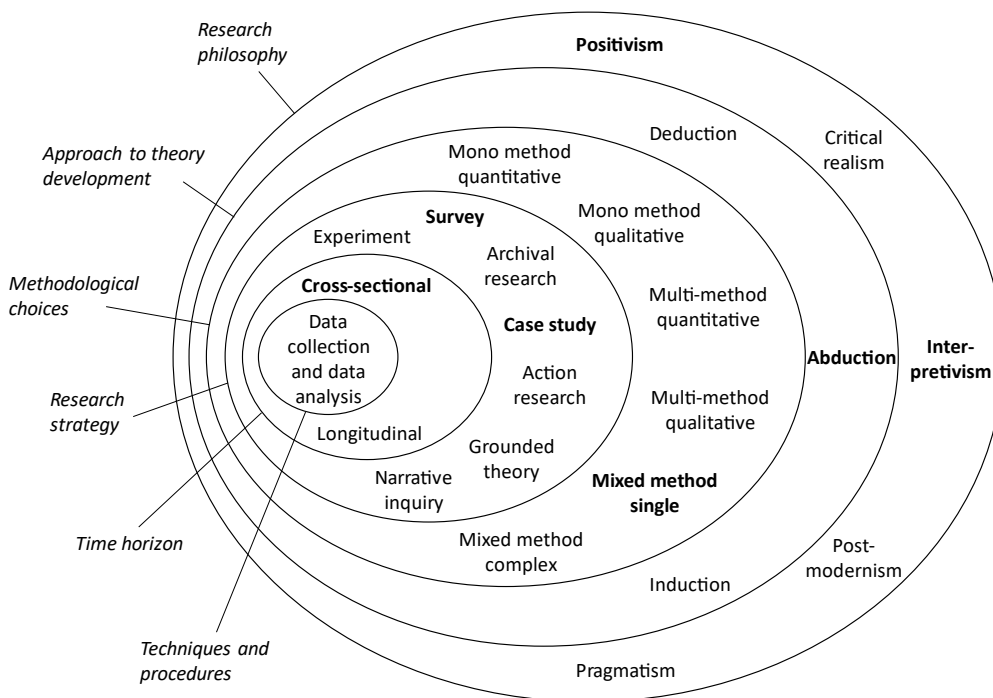 Research
philosophy
Positivism
Approach to theory
development
Deduction
Critical
realism
Mono method
quantitative
Mono method
qualitative
Survey
Experiment
Archival
research
Methodological
choices
Cross-sectional
Multi-method
quantitative
Data
collection
and data
analysis
Case study
Abduction
Inter-
pretivism
Action
research
Multi-method
qualitative
Research
strategy
Longitudinal
Grounded
theory
Narrative
inquiry
Mixed method
single
Time horizon
Mixed method
complex
Post-
modernism
Induction
Techniques and
procedures
Pragmatism